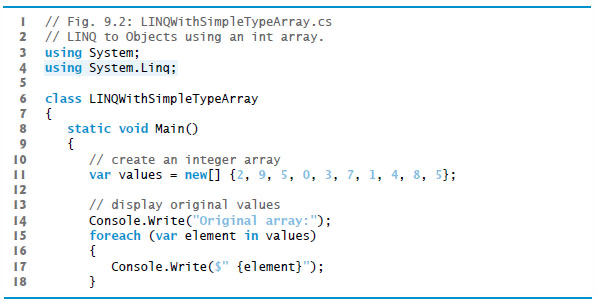 1 // Fig. 9.2: LINQWithSimpleTypeArray.cs
2 // LINQ to Objects using an int array.
3 using System;
4 using System.Linq;
5
6 class LINQWithSimpleTypeArray
7 {
8 static void Main()
9 {
10 // create an integer array
11 var values = new[] {2, 9, 5, 0, 3, 7, 1, 4, 8, 5};
12
13 // display original values
14 Console.Write("Original array:");
15 foreach (var element in values)
16 {
17 Console.Write($" {element}");
18 }